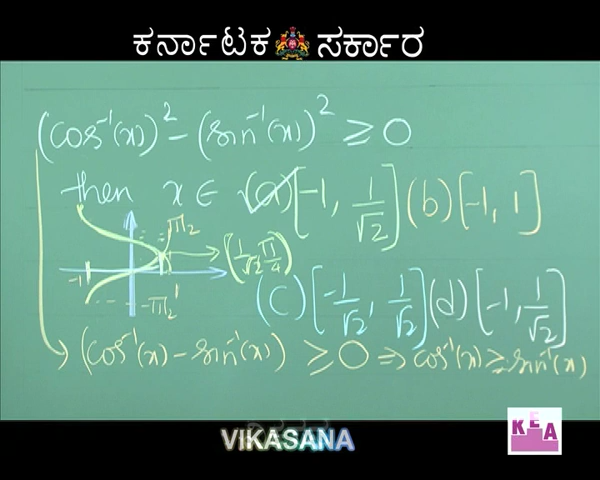 ಕರ್ನಾಟಕ ಸರ್ಕಾರ
(cos⁻¹(x))² − (sin⁻¹(x))² ≥ 0
then x ∈ (a) [-1, 1/√2] (b) [-1, 1]
π/2
(1/√2, π/4)
-1 1
-π/2
(c) [-1/√2, 1/√2] (d) [-1, 1/√2]
(cos⁻¹(x) − sin⁻¹(x)) ≥ 0 ⇒ cos⁻¹(x) ≥ sin⁻¹(x)
VIKASANA
KEA